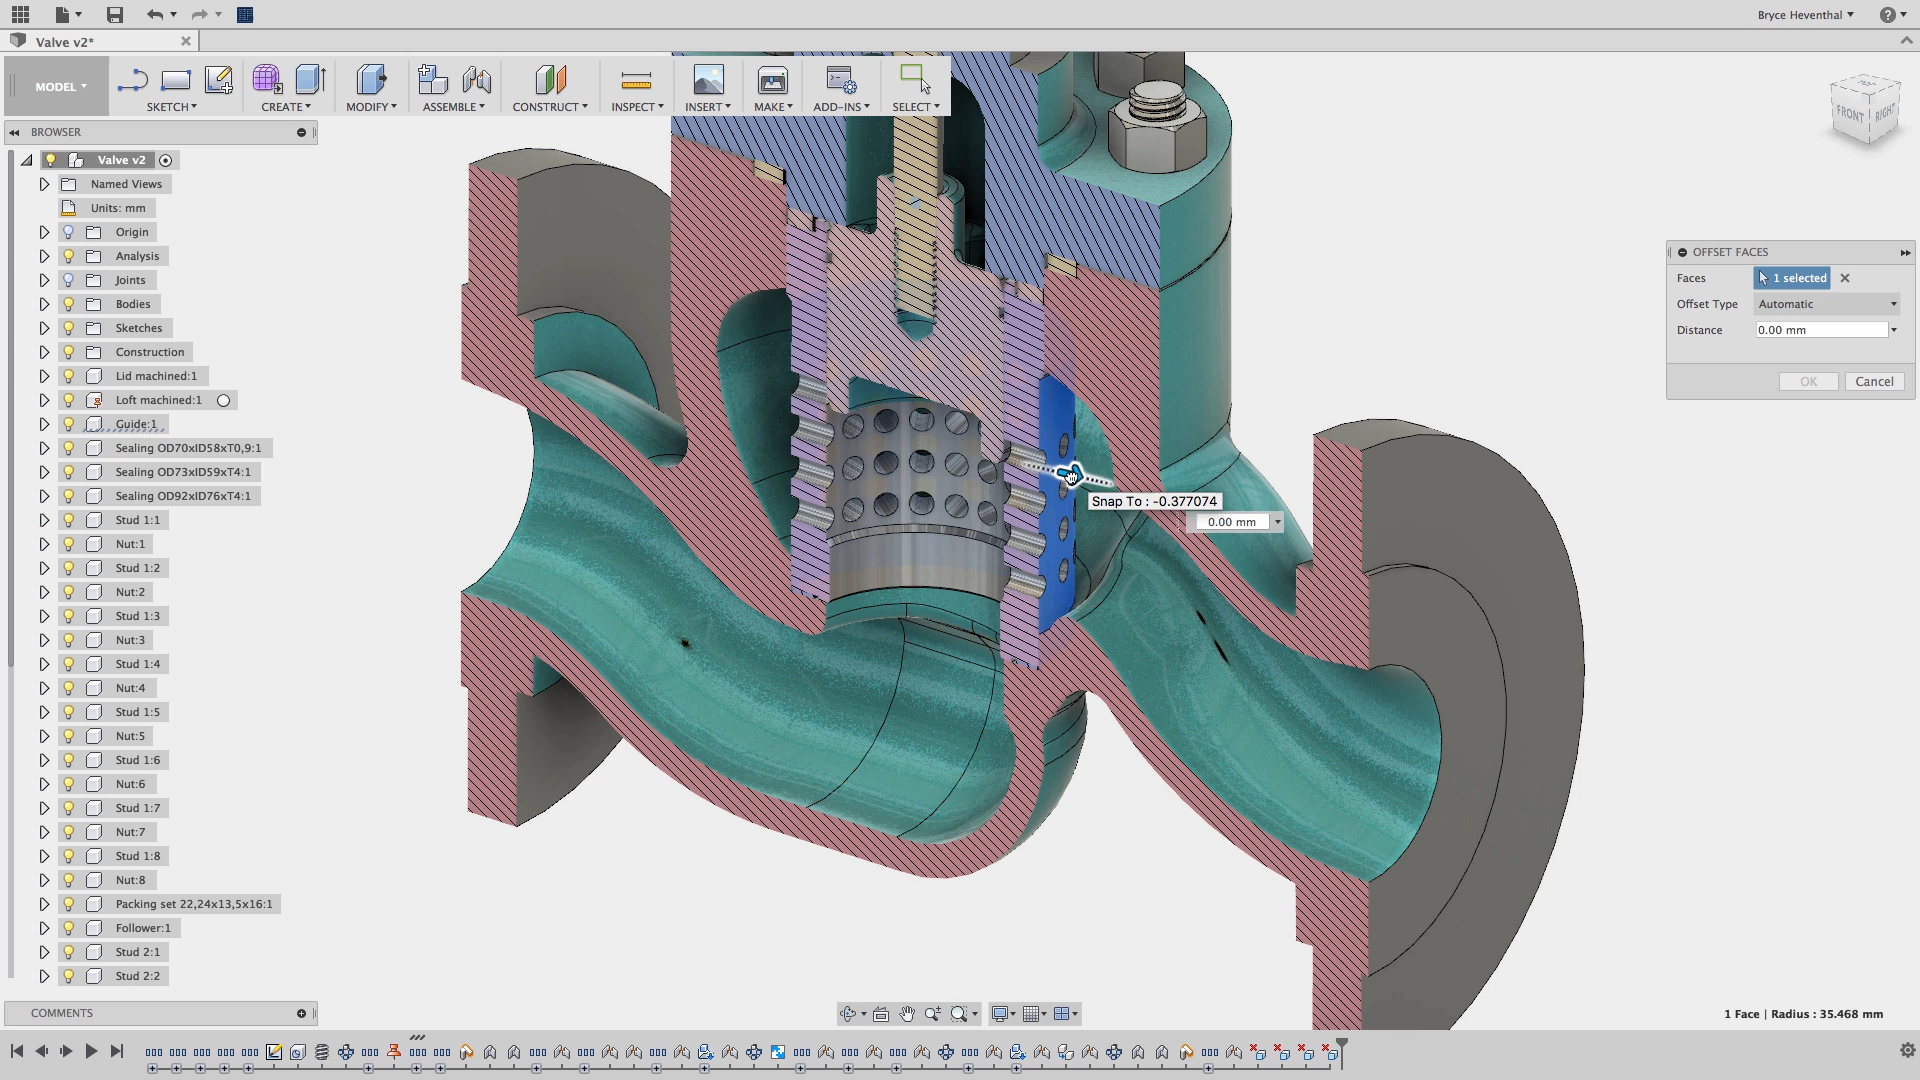 Bryce Heventhal
Valve v2*
MODEL
SKETCH
CREATE
MODIFY
ASSEMBLE
CONSTRUCT
INSPECT
INSERT
MAKE
ADD-INS
SELECT
BROWSER
Valve v2
Named Views
Units: mm
Origin
Analysis
Joints
Bodies
Sketches
Construction
Lid machined:1
Loft machined:1
Guide:1
Sealing OD70xID58xT0,9:1
Sealing OD73xID59xT4:1
Sealing OD92xID76xT4:1
Stud 1:1
Nut:1
Stud 1:2
Nut:2
Stud 1:3
Nut:3
Stud 1:4
Nut:4
Stud 1:5
Nut:5
Stud 1:6
Nut:6
Stud 1:7
Nut:7
Stud 1:8
Nut:8
Packing set 22,24x13,5x16:1
Follower:1
Stud 2:1
Stud 2:2
COMMENTS
FRONT
RIGHT
OFFSET FACES
Faces
1 selected
Offset Type
Automatic
Distance
0.00 mm
OK
Cancel
Snap To : -0.377074
0.00 mm
1 Face | Radius : 35.468 mm